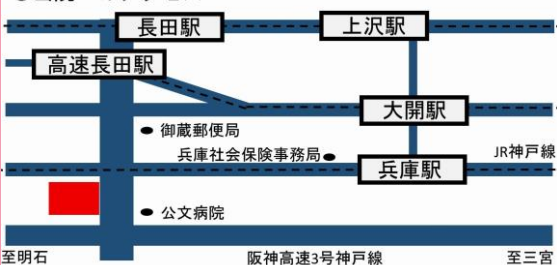 長田駅
上沢駅
高速長田駅
大開駅
御蔵郵便局
兵庫社会保険事務局
兵庫駅
JR神戸線
公文病院
至明石
阪神高速3号神戸線
至三宮